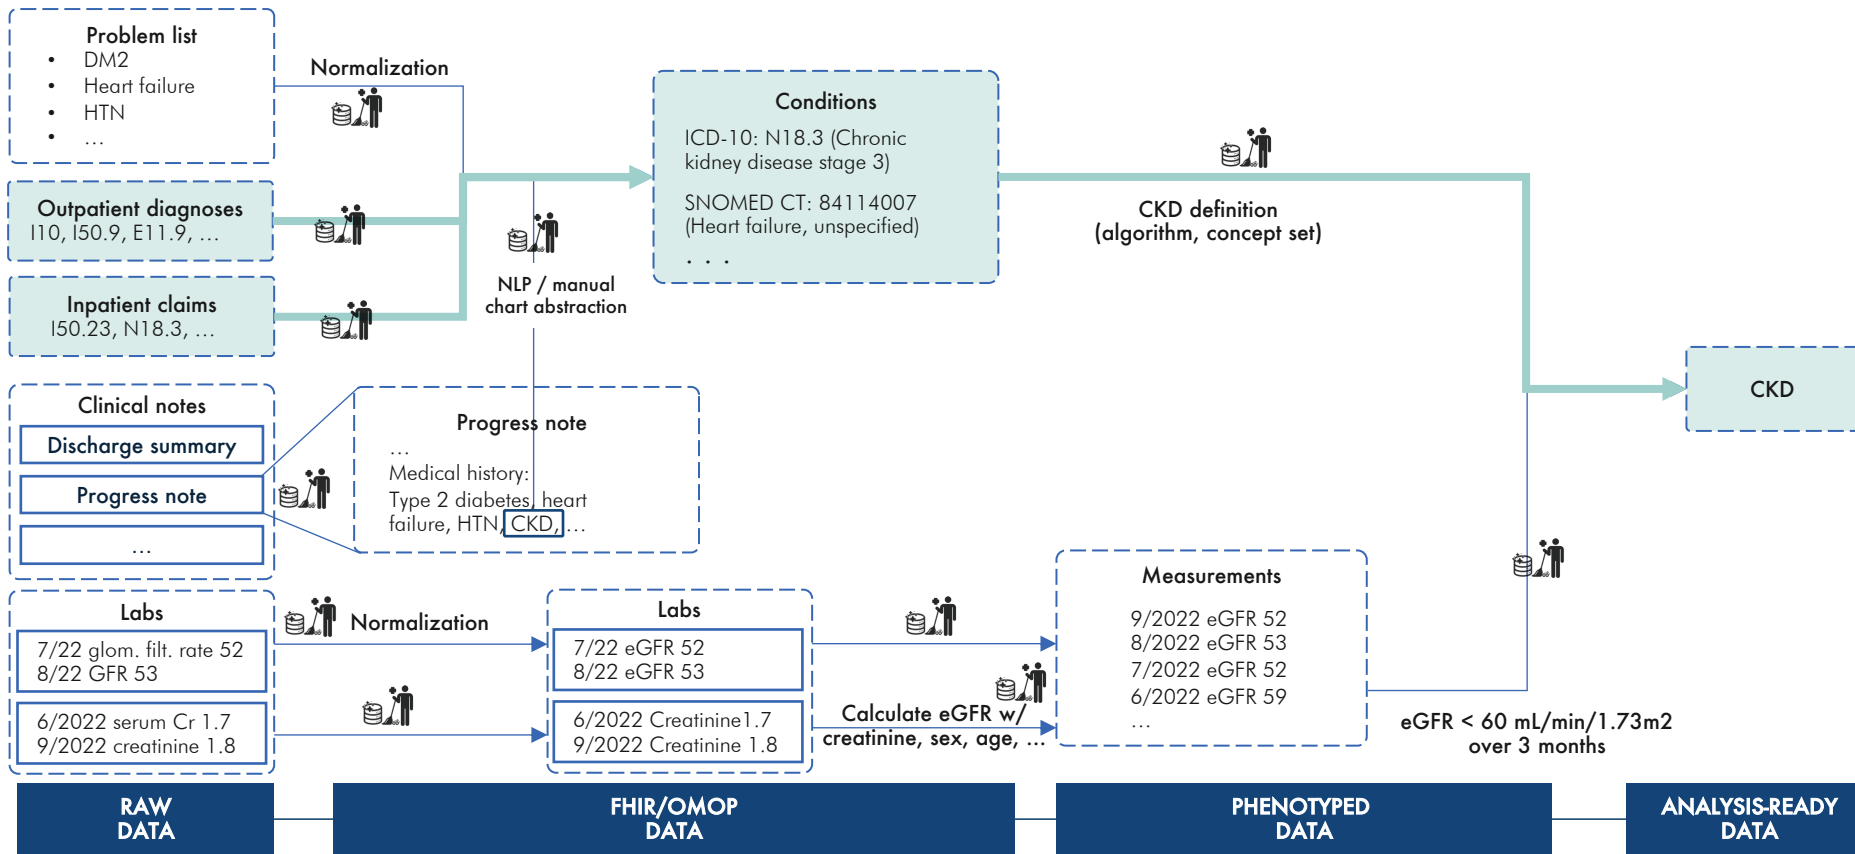 Problem list
• DM2
• Heart failure
• HTN
• ...
Normalization
Outpatient diagnoses
I10, I50.9, E11.9, ...
Inpatient claims
I50.23, N18.3, ...
NLP / manual
chart abstraction
Conditions
ICD-10: N18.3 (Chronic
kidney disease stage 3)
SNOMED CT: 84114007
(Heart failure, unspecified)
. . .
CKD definition
(algorithm, concept set)
CKD
Clinical notes
Discharge summary
Progress note
...
Progress note
...
Medical history:
Type 2 diabetes, heart
failure, HTN, CKD, ...
Labs
7/22 glom. filt. rate 52
8/22 GFR 53
6/2022 serum Cr 1.7
9/2022 creatinine 1.8
Normalization
Labs
7/22 eGFR 52
8/22 eGFR 53
6/2022 Creatinine1.7
9/2022 Creatinine 1.8
Calculate eGFR w/
creatinine, sex, age, ...
Measurements
9/2022 eGFR 52
8/2022 eGFR 53
7/2022 eGFR 52
6/2022 eGFR 59
...
eGFR < 60 mL/min/1.73m2
over 3 months
RAW
DATA
FHIR/OMOP
DATA
PHENOTYPED
DATA
ANALYSIS-READY
DATA